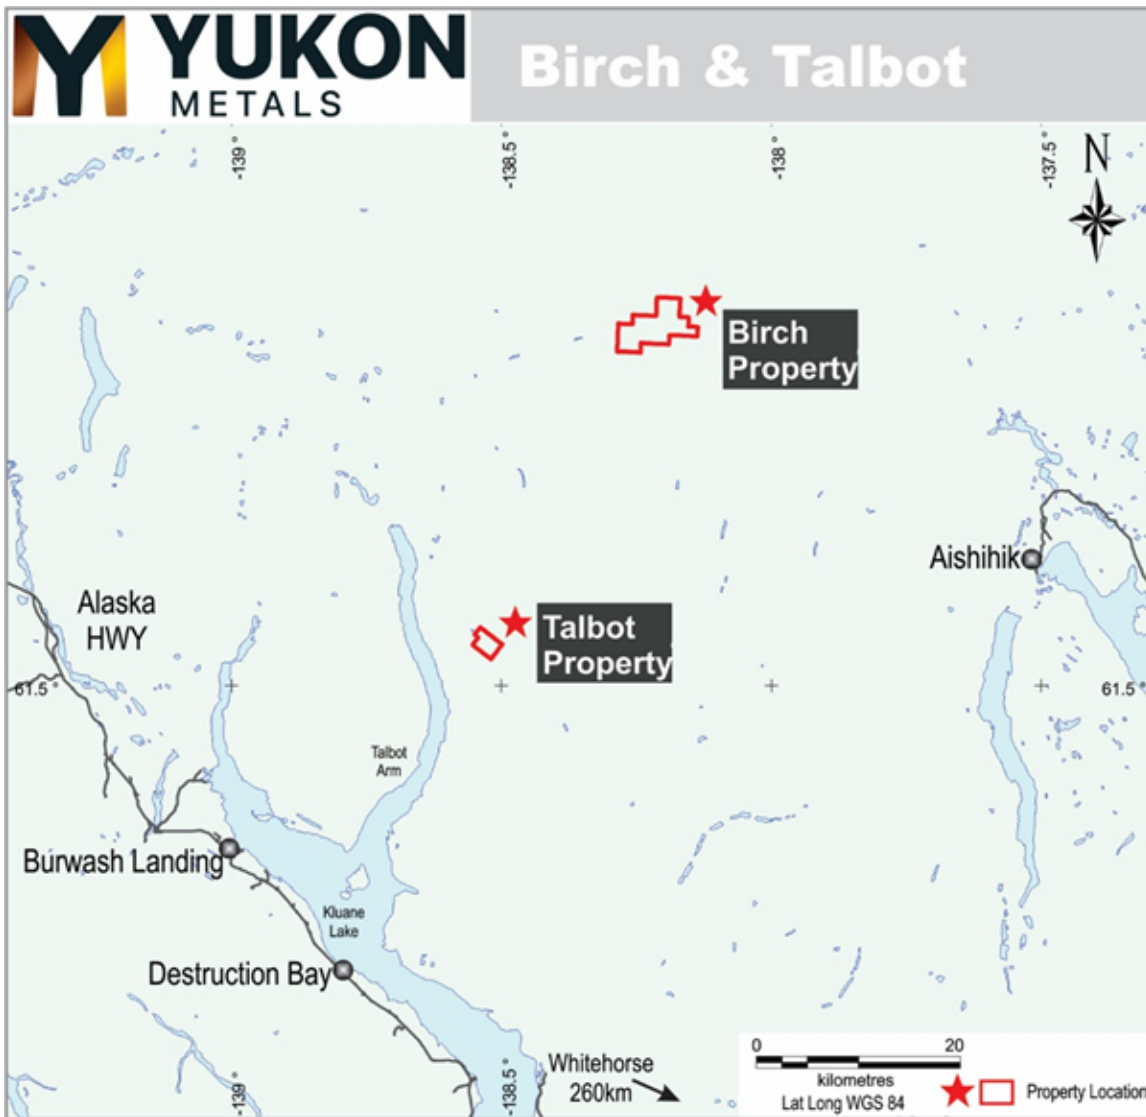 YUKON
METALS
Birch & Talbot
-139 °
-138.5 °
-138 °
-137.5 °
N
Birch
Property
Aishihik
Alaska
HWY
Talbot
Property
61.5 °
61.5 °
Talbot
Arm
Burwash Landing
Kluane
Lake
Destruction Bay
Whitehorse
260km
-139 °
-138.5 °
0 20
kilometres
Lat Long WGS 84
Property Location